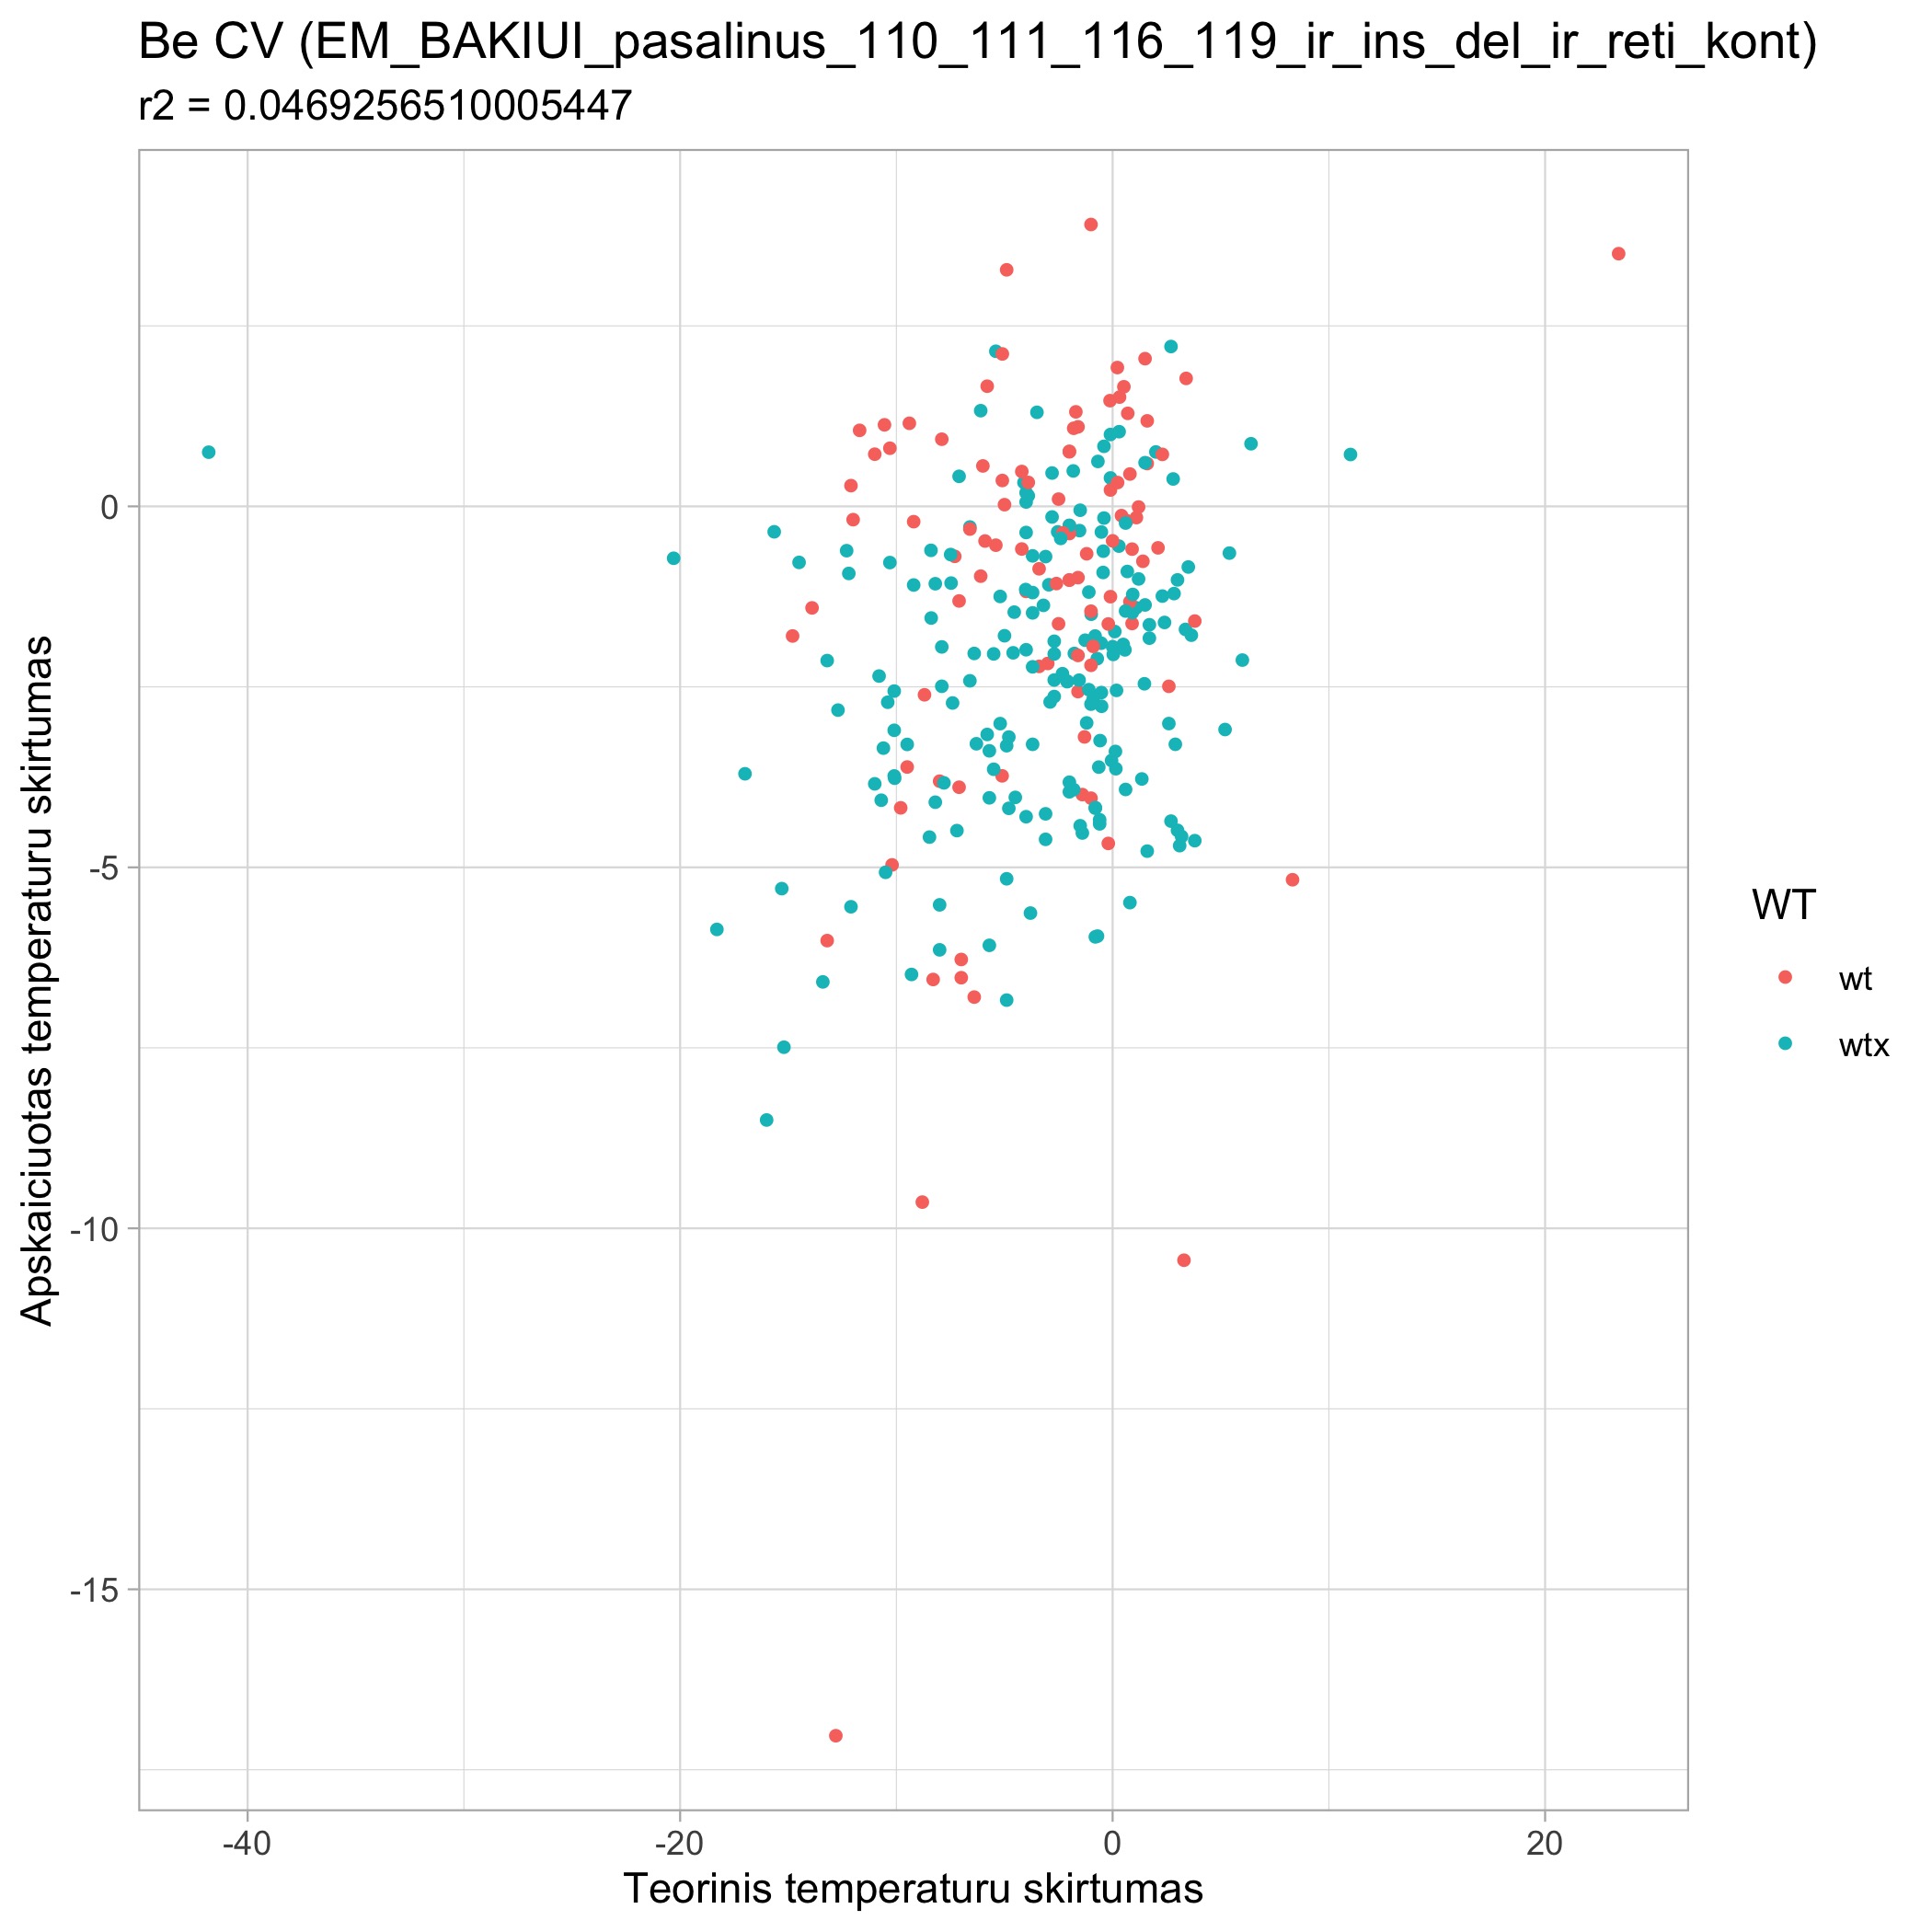 Be CV (EM_BAKIUI_pasalinus_110_111_116_119_ir_ins_del_ir_reti_kont)
r2 = 0.0469256510005447
Apskaiciuotas temperaturu skirtumas
0
-5
-10
-15
-40
-20
0
20
Teorinis temperaturu skirtumas
WT
wt
wtx